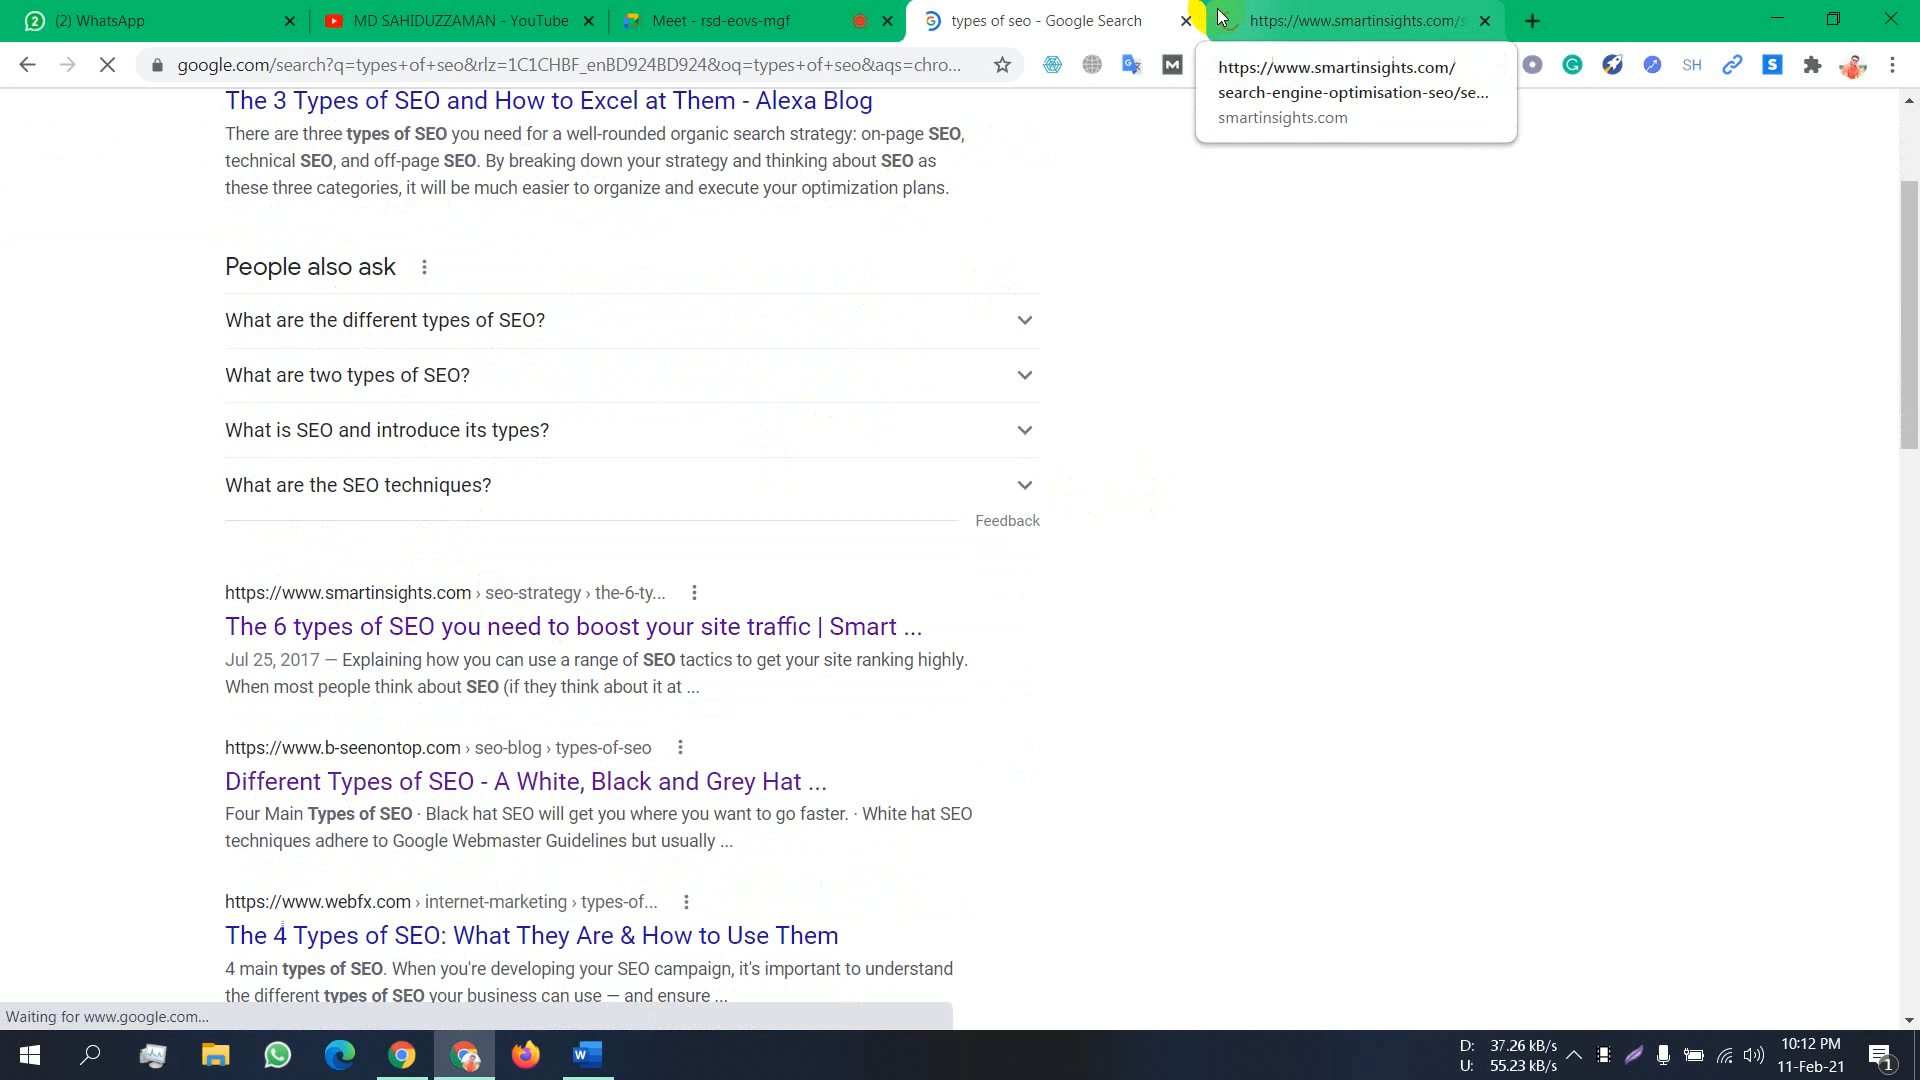 (2) WhatsApp
MD SAHIDUZZAMAN - YouTube
Meet - rsd-eovs-mgf
types of seo - Google Search
https://www.smartinsights.com/s
google.com/search?q=types+of+seo&rlz=1C1CHBF_enBD924BD924&oq=types+of+seo&aqs=chro...
M
G
SH
S
https://www.smartinsights.com/
search-engine-optimisation-seo/se...
smartinsights.com
The 3 Types of SEO and How to Excel at Them - Alexa Blog
There are three types of SEO you need for a well-rounded organic search strategy: on-page SEO,
technical SEO, and off-page SEO. By breaking down your strategy and thinking about SEO as
these three categories, it will be much easier to organize and execute your optimization plans.
People also ask
What are the different types of SEO?
What are two types of SEO?
What is SEO and introduce its types?
What are the SEO techniques?
Feedback
https://www.smartinsights.com › seo-strategy › the-6-ty...
The 6 types of SEO you need to boost your site traffic | Smart ...
Jul 25, 2017 — Explaining how you can use a range of SEO tactics to get your site ranking highly.
When most people think about SEO (if they think about it at ...
https://www.b-seenontop.com › seo-blog › types-of-seo
Different Types of SEO - A White, Black and Grey Hat ...
Four Main Types of SEO · Black hat SEO will get you where you want to go faster. · White hat SEO
techniques adhere to Google Webmaster Guidelines but usually ...
https://www.webfx.com › internet-marketing › types-of...
The 4 Types of SEO: What They Are & How to Use Them
4 main types of SEO. When you're developing your SEO campaign, it's important to understand
the different types of SEO your business can use — and ensure ...
Waiting for www.google.com...
D: 37.26 kB/s
U: 55.23 kB/s
10:12 PM
11-Feb-21
1